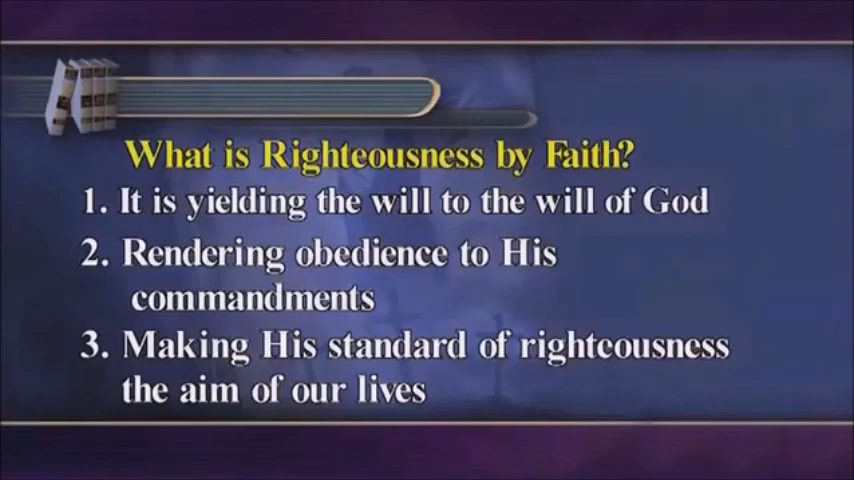 What is Righteousness by Faith?
1. It is yielding the will to the will of God
2. Rendering obedience to His
commandments
3. Making His standard of righteousness
the aim of our lives